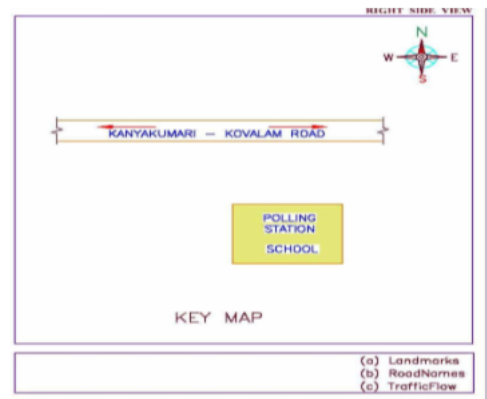 RIGHT SIDE VIEW
N
W E
S
KANYAKUMARI - KOVALAM ROAD
POLLING
STATION
SCHOOL
KEY MAP
(a) Landmarks
(b) RoadNames
(c) TrafficFlow